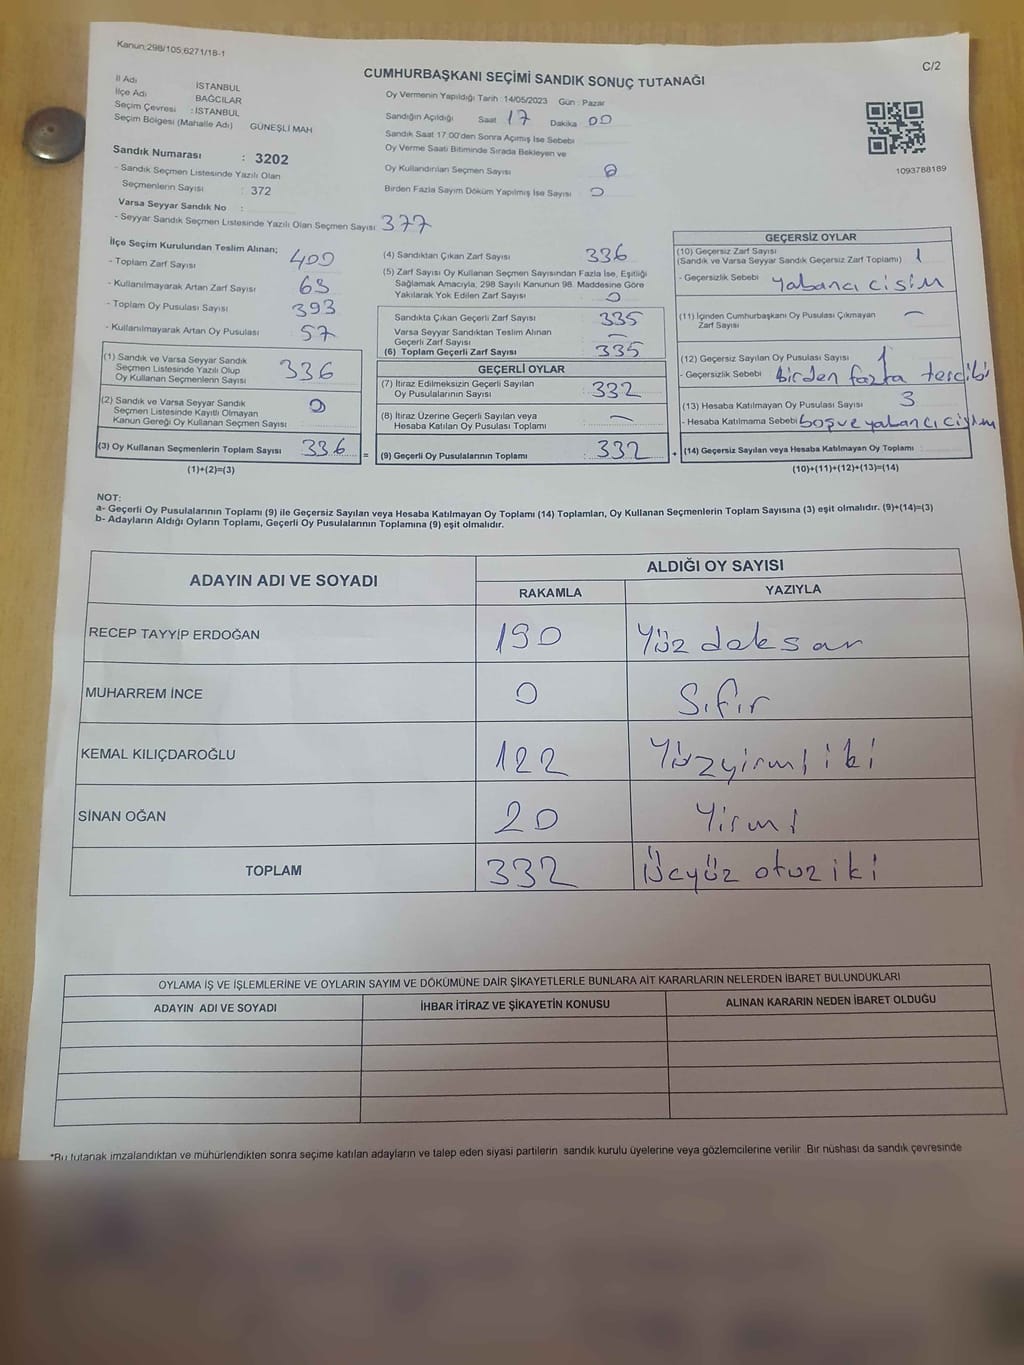 Kanun;298/105,6271/18-1
C/2
CUMHURBAŞKANI SEÇİMİ SANDIK SONUÇ TUTANAĞI
İl Adı İSTANBUL
İlçe Adı BAĞCILAR
Seçim Çevresi : İSTANBUL
Seçim Bölgesi (Mahalle Adı) GÜNEŞLİ MAH
Sandık Numarası : 3202
- Sandık Seçmen Listesinde Yazılı Olan
Seçmenlerin Sayısı : 372
Varsa Seyyar Sandık No :
- Seyyar Sandık Seçmen Listesinde Yazılı Olan Seçmen Sayısı: 377
Oy Vermenin Yapıldığı Tarih : 14/05/2023 Gün : Pazar
Sandığın Açıldığı Saat 17 Dakika 00
Sandık Saat 17:00'den Sonra Açımış İse Sebebi
Oy Verme Saati Bitiminde Sırada Bekleyen ve
Oy Kullandırılan Seçmen Sayısı 0
Birden Fazla Sayım Döküm Yapılmış İse Sayısı 0
1093788189
İlçe Seçim Kurulundan Teslim Alınan;
- Toplam Zarf Sayısı 400
- Kullanılmayarak Artan Zarf Sayısı 63
- Toplam Oy Pusulası Sayısı 393
- Kullanılmayarak Artan Oy Pusulası 57
(1) Sandık ve Varsa Seyyar Sandık
Seçmen Listesinde Yazılı Olup
Oy Kullanan Seçmenlerin Sayısı 336
(2) Sandık ve Varsa Seyyar Sandık
Seçmen Listesinde Kayıtlı Olmayan
Kanun Gereği Oy Kullanan Seçmen Sayısı : 0
(3) Oy Kullanan Seçmenlerin Toplam Sayısı 336
(1)+(2)=(3)
=
(4) Sandıktan Çıkan Zarf Sayısı 336
(5) Zarf Sayısı Oy Kullanan Seçmen Sayısından Fazla İse, Eşitliği
Sağlamak Amacıyla, 298 Sayılı Kanunun 98. Maddesine Göre
Yakılarak Yok Edilen Zarf Sayısı 0
Sandıkta Çıkan Geçerli Zarf Sayısı 335
Varsa Seyyar Sandıktan Teslim Alınan
Geçerli Zarf Sayısı —
(6) Toplam Geçerli Zarf Sayısı 335
GEÇERLİ OYLAR
(7) İtiraz Edilmeksizin Geçerli Sayılan
Oy Pusulalarının Sayısı 332
(8) İtiraz Üzerine Geçerli Sayılan veya
Hesaba Katılan Oy Pusulası Toplamı —
(9) Geçerli Oy Pusulalarının Toplamı : 332
+
GEÇERSİZ OYLAR
(10) Geçersiz Zarf Sayısı
(Sandık ve Varsa Seyyar Sandık Geçersiz Zarf Toplamı) 1
- Geçersizlik Sebebi yabancı cisim
(11) İçinden Cumhurbaşkanı Oy Pusulası Çıkmayan
Zarf Sayısı —
(12) Geçersiz Sayılan Oy Pusulası Sayısı 1
- Geçersizlik Sebebi birden fazla tercihi
(13) Hesaba Katılmayan Oy Pusulası Sayısı 3
- Hesaba Katılmama Sebebi boş ve yabancı cisim
(14) Geçersiz Sayılan veya Hesaba Katılmayan Oy Toplamı
(10)+(11)+(12)+(13)=(14)
NOT:
a- Geçerli Oy Pusulalarının Toplamı (9) ile Geçersiz Sayılan veya Hesaba Katılmayan Oy Toplamı (14) Toplamları, Oy Kullanan Seçmenlerin Toplam Sayısına (3) eşit olmalıdır. (9)+(14)=(3)
b- Adayların Aldığı Oyların Toplamı, Geçerli Oy Pusulalarının Toplamına (9) eşit olmalıdır.
ADAYIN ADI VE SOYADI ALDIĞI OY SAYISI
RAKAMLA YAZIYLA
RECEP TAYYİP ERDOĞAN 190 Yüz doksan
MUHARREM İNCE 0 Sıfır
KEMAL KILIÇDAROĞLU 122 Yüzyirmi iki
SİNAN OĞAN 20 Yirmi
TOPLAM 332 Üçyüz otuz iki
OYLAMA İŞ VE İŞLEMLERİNE VE OYLARIN SAYIM VE DÖKÜMÜNE DAİR ŞİKAYETLERLE BUNLARA AİT KARARLARIN NELERDEN İBARET BULUNDUKLARI
ADAYIN ADI VE SOYADI İHBAR İTİRAZ VE ŞİKAYETİN KONUSU ALINAN KARARIN NEDEN İBARET OLDUĞU
*Bu tutanak imzalandıktan ve mühürlendikten sonra seçime katılan adayların ve talep eden siyasi partilerin sandık kurulu üyelerine veya gözlemcilerine verilir .Bir nüshası da sandık çevresinde